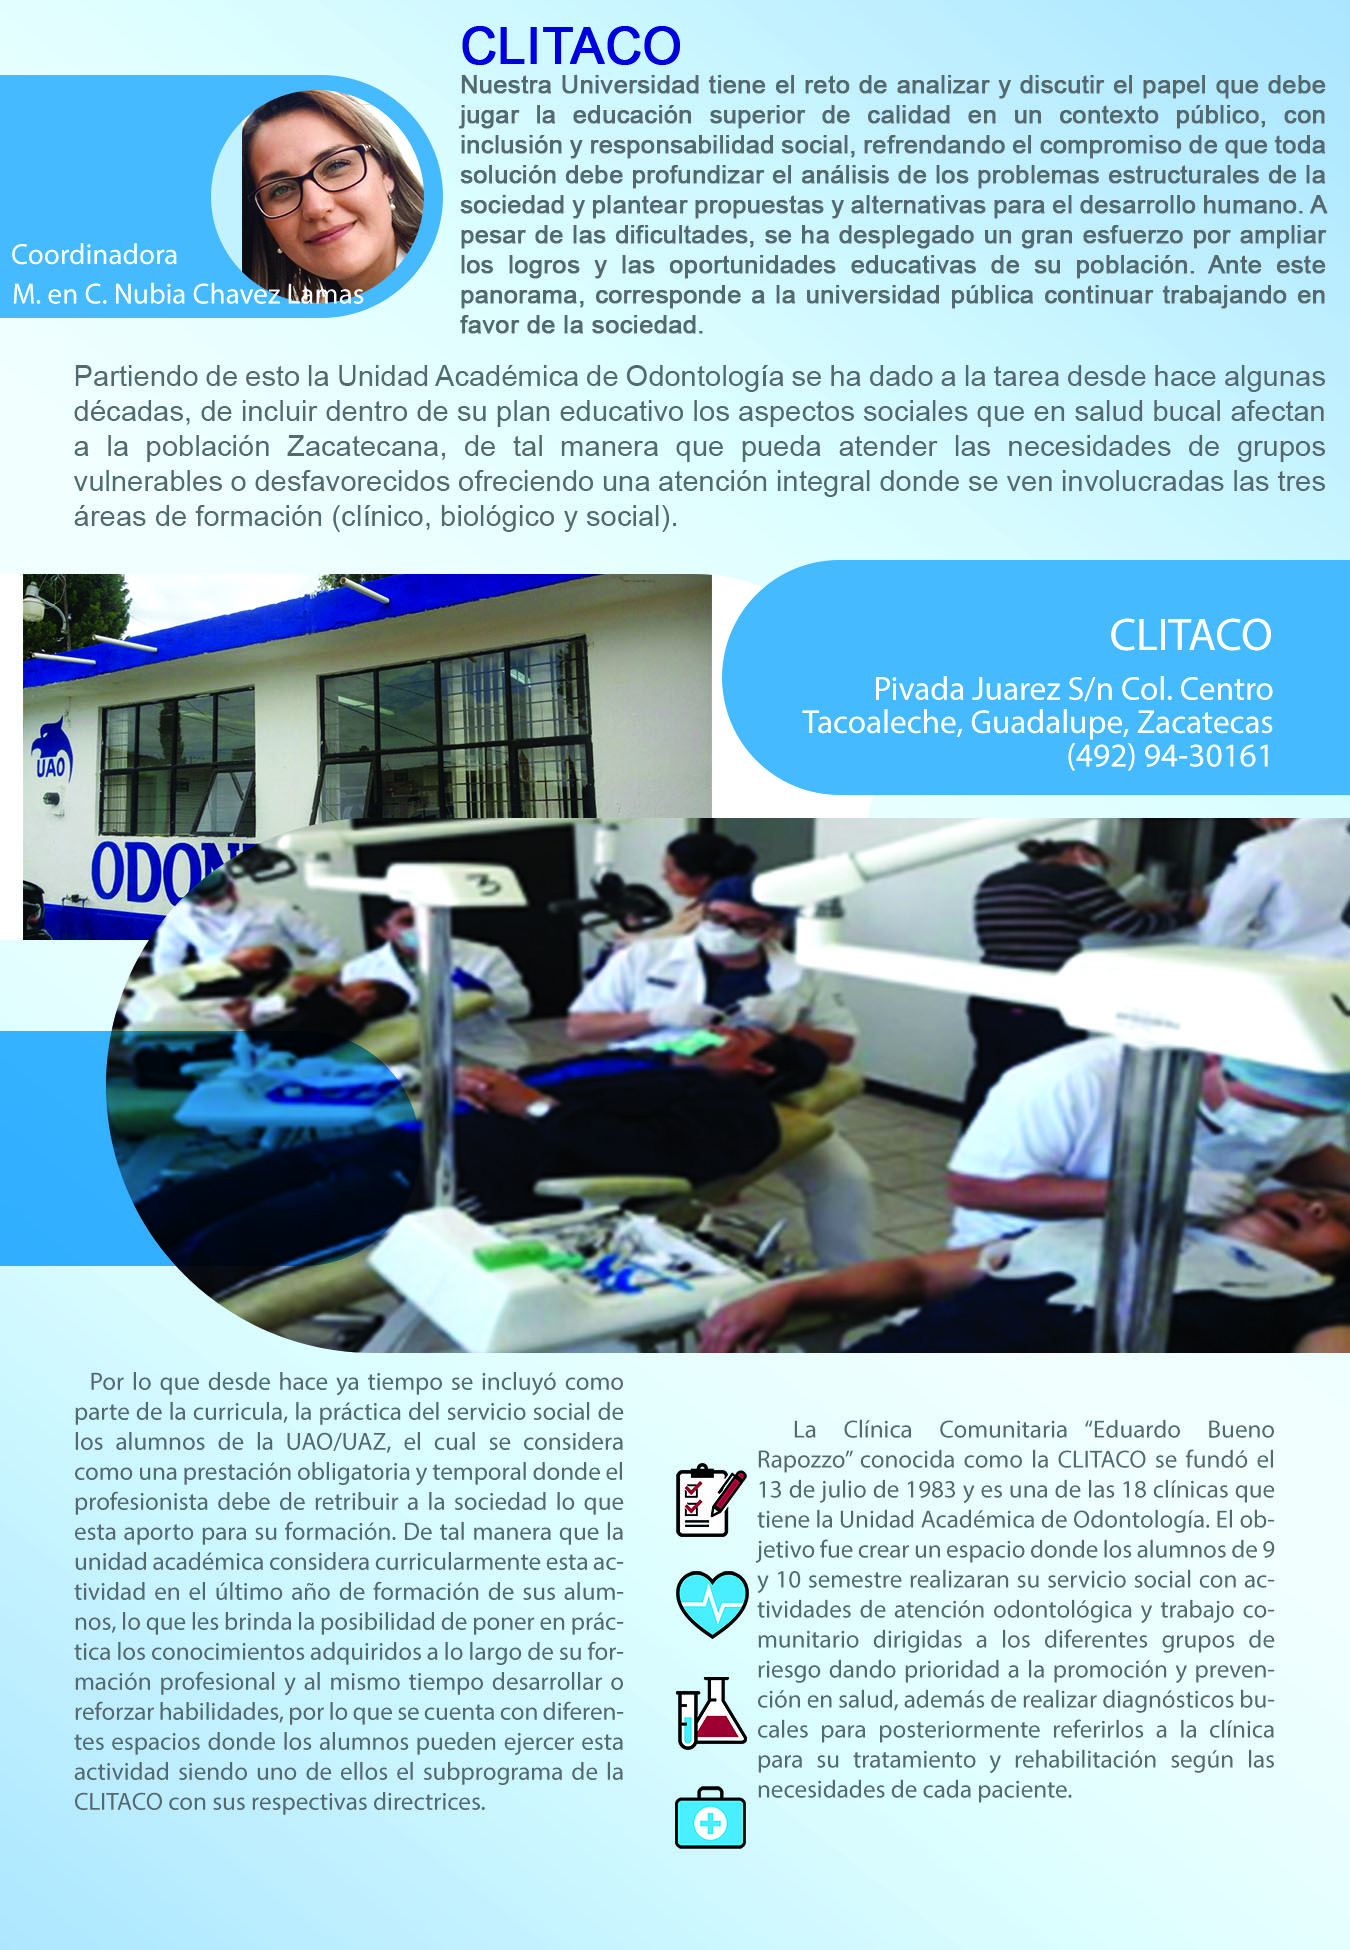 CLITACO
Nuestra Universidad tiene el reto de analizar y discutir el papel que debe
jugar la educación superior de calidad en un contexto público, con
inclusión y responsabilidad social, refrendando el compromiso de que toda
solución debe profundizar el análisis de los problemas estructurales de la
sociedad y plantear propuestas y alternativas para el desarrollo humano. A
pesar de las dificultades, se ha desplegado un gran esfuerzo por ampliar
los logros y las oportunidades educativas de su población. Ante este
panorama, corresponde a la universidad pública continuar trabajando en
favor de la sociedad.
Coordinadora
M. en C. Nubia Chavez Lamas
Partiendo de esto la Unidad Académica de Odontología se ha dado a la tarea desde hace algunas
décadas, de incluir dentro de su plan educativo los aspectos sociales que en salud bucal afectan
a la población Zacatecana, de tal manera que pueda atender las necesidades de grupos
vulnerables o desfavorecidos ofreciendo una atención integral donde se ven involucradas las tres
áreas de formación (clínico, biológico y social).
CLITACO
Pivada Juarez S/n Col. Centro
Tacoaleche, Guadalupe, Zacatecas
(492) 94-30161
UAO
ODON
3
Por lo que desde hace ya tiempo se incluyó como
parte de la curricula, la práctica del servicio social de
los alumnos de la UAO/UAZ, el cual se considera
como una prestación obligatoria y temporal donde el
profesionista debe de retribuir a la sociedad lo que
esta aporto para su formación. De tal manera que la
unidad académica considera curricularmente esta ac-
tividad en el último año de formación de sus alum-
nos, lo que les brinda la posibilidad de poner en prác-
tica los conocimientos adquiridos a lo largo de su for-
mación profesional y al mismo tiempo desarrollar o
reforzar habilidades, por lo que se cuenta con diferen-
tes espacios donde los alumnos pueden ejercer esta
actividad siendo uno de ellos el subprograma de la
CLITACO con sus respectivas directrices.
La Clínica Comunitaria “Eduardo Bueno
Rapozzo” conocida como la CLITACO se fundó el
13 de julio de 1983 y es una de las 18 clínicas que
tiene la Unidad Académica de Odontología. El ob-
jetivo fue crear un espacio donde los alumnos de 9
y 10 semestre realizaran su servicio social con ac-
tividades de atención odontológica y trabajo co-
munitario dirigidas a los diferentes grupos de
riesgo dando prioridad a la promoción y preven-
ción en salud, además de realizar diagnósticos bu-
cales para posteriormente referirlos a la clínica
para su tratamiento y rehabilitación según las
necesidades de cada paciente.